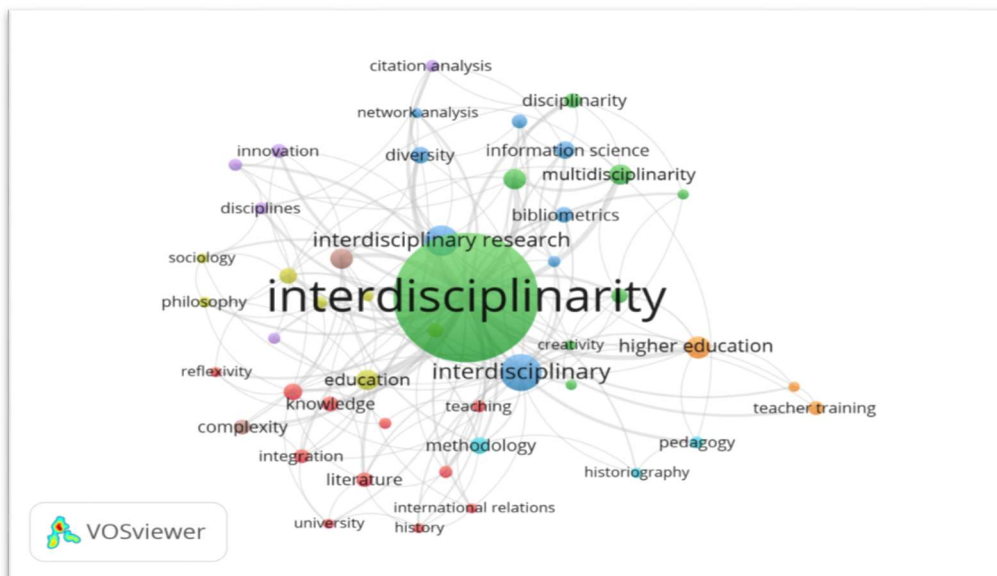 citation analysis
disciplinarity
network analysis
innovation
diversity
information science
multidisciplinarity
disciplines
bibliometrics
interdisciplinary research
sociology
interdisciplinarity
philosophy
creativity
higher education
reflexivity
education
interdisciplinary
knowledge
teaching
teacher training
complexity
methodology
pedagogy
integration
literature
historiography
international relations
university
history
VOSviewer